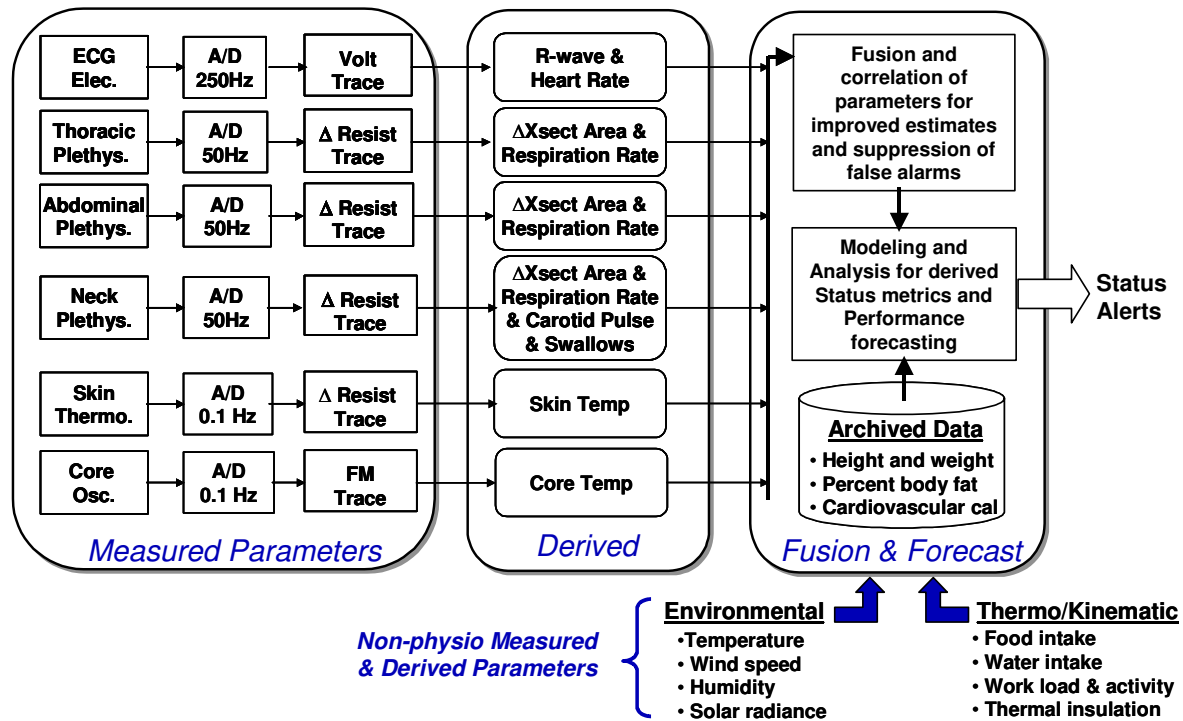 ECG
Elec.
A/D
250Hz
Volt
Trace
R-wave &
Heart Rate
Thoracic
Plethys.
A/D
50Hz
Δ Resist
Trace
ΔXsect Area &
Respiration Rate
Abdominal
Plethys.
A/D
50Hz
Δ Resist
Trace
ΔXsect Area &
Respiration Rate
Neck
Plethys.
A/D
50Hz
Δ Resist
Trace
ΔXsect Area &
Respiration Rate
& Carotid Pulse
& Swallows
Skin
Thermo.
A/D
0.1 Hz
Δ Resist
Trace
Skin Temp
Core
Osc.
A/D
0.1 Hz
FM
Trace
Core Temp
Measured Parameters
Derived
Fusion and
correlation of
parameters for
improved estimates
and suppression of
false alarms
Modeling and
Analysis for derived
Status metrics and
Performance
forecasting
Status
Alerts
Archived Data
• Height and weight
• Percent body fat
• Cardiovascular cal
Fusion & Forecast
Non-physio Measured
& Derived Parameters
Environmental
•Temperature
• Wind speed
• Humidity
• Solar radiance
Thermo/Kinematic
• Food intake
• Water intake
• Work load & activity
• Thermal insulation